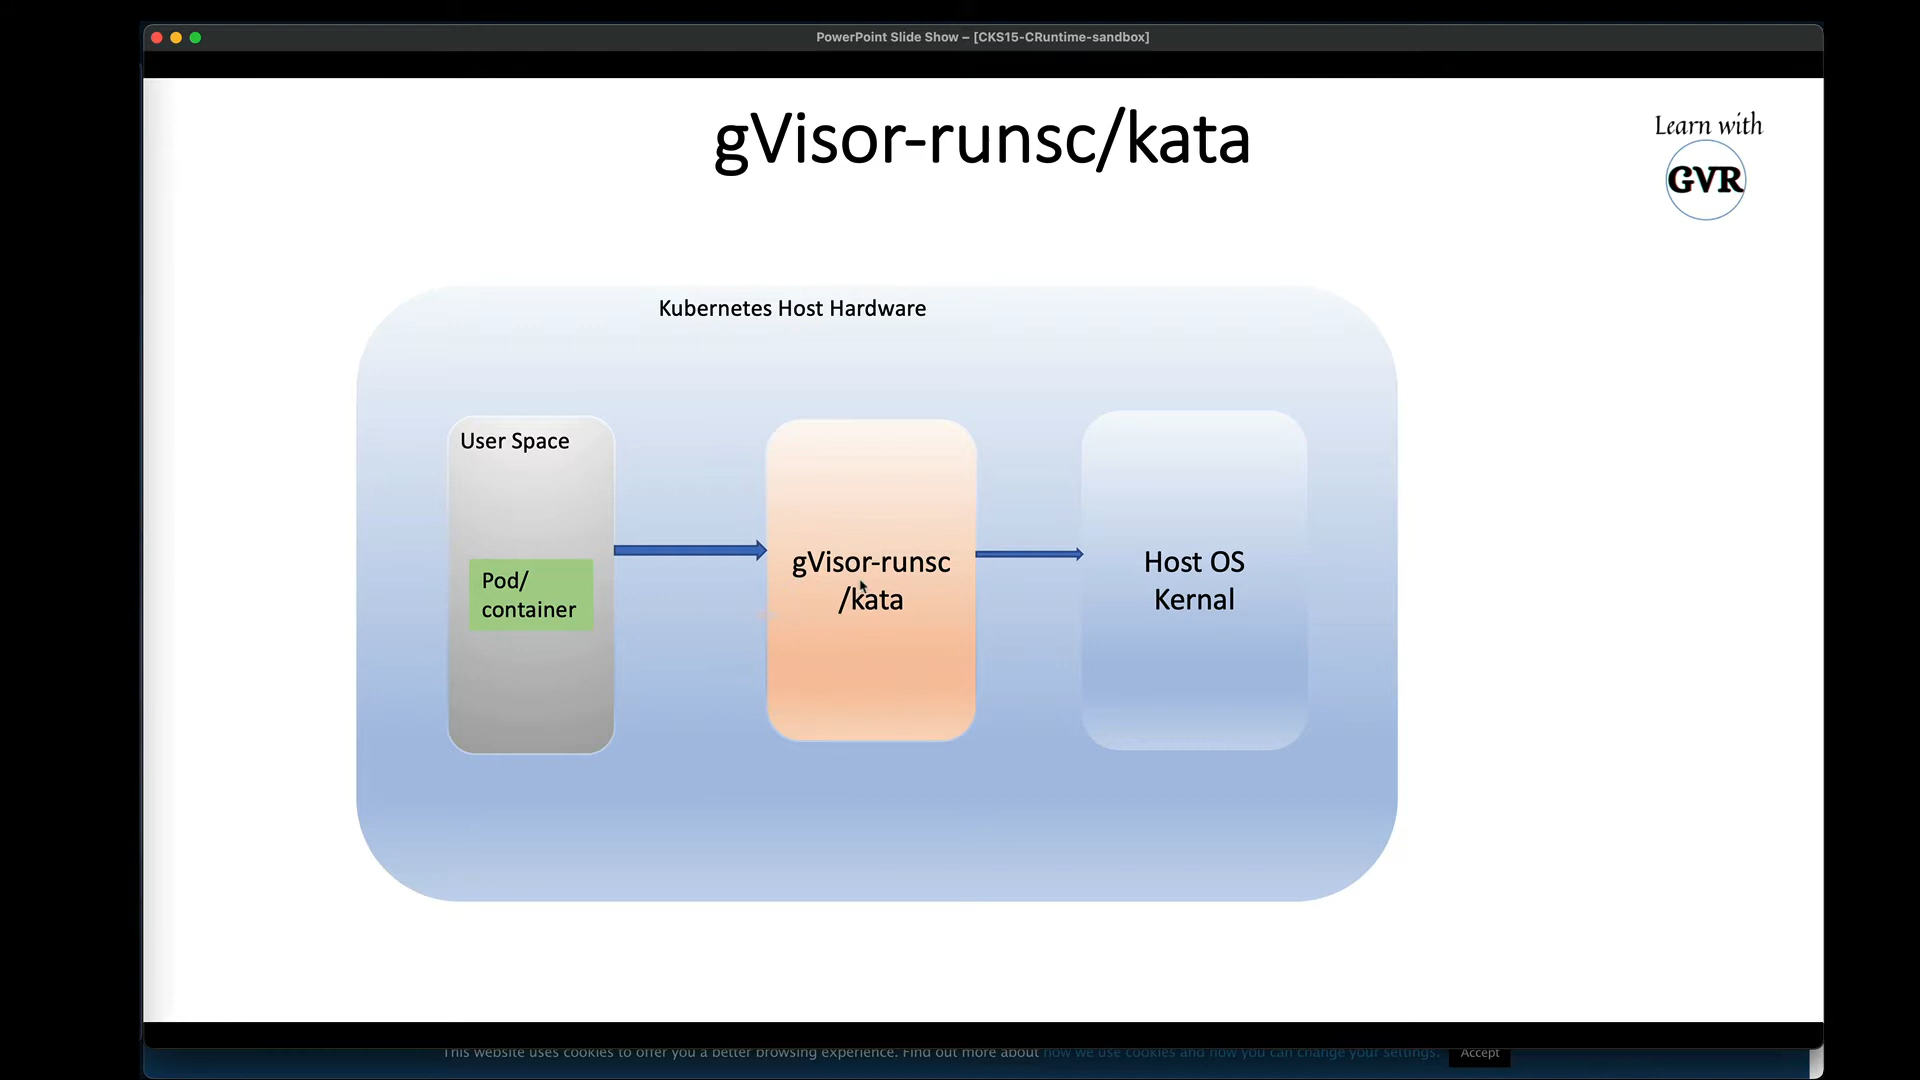 PowerPoint Slide Show – [CKS15-CRuntime-sandbox]
gVisor-runsc/kata
Learn with
GVR
Kubernetes Host Hardware
User Space
Pod/
container
gVisor-runsc
/kata
Host OS
Kernal
This website uses cookies to offer you a better browsing experience. Find out more about how we use cookies and how you can change your settings.
Accept